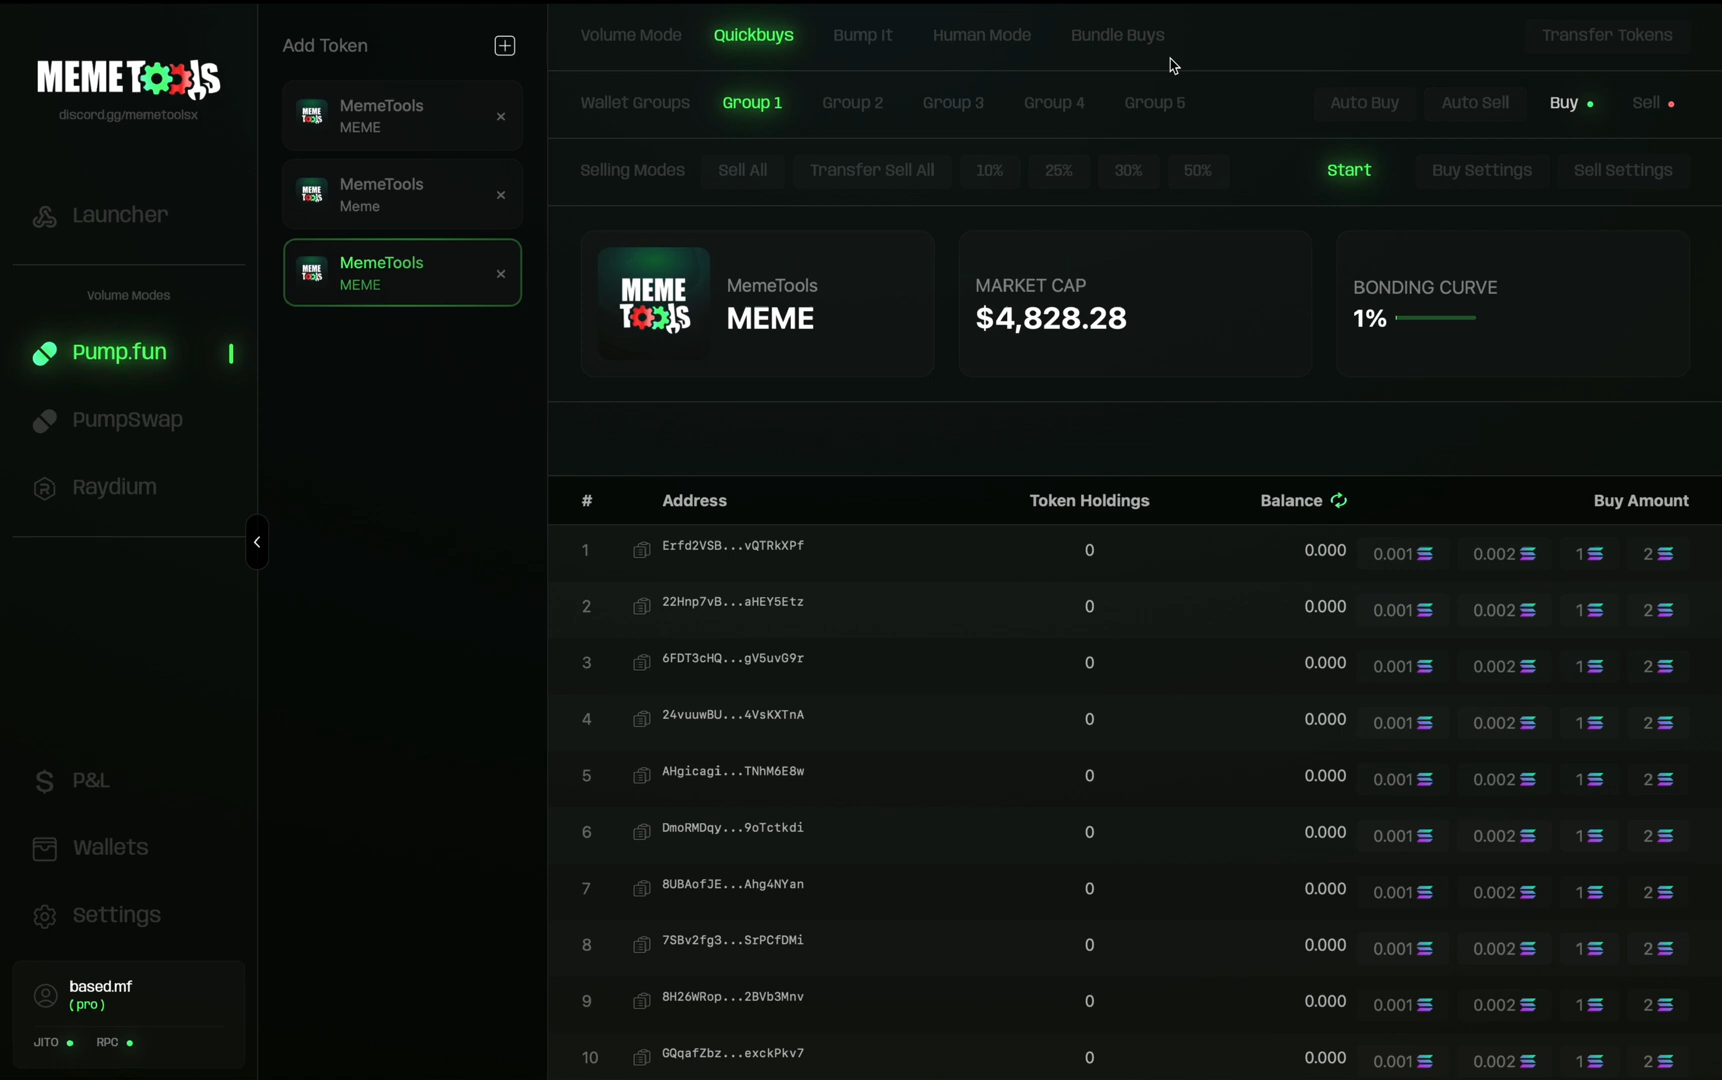 MEMETOOLS
discord.gg/memetoolsx
Launcher
Volume Modes
Pump.fun
PumpSwap
Raydium
P&L
Wallets
Settings
based.mf
( pro )
JITO RPC
Add Token
MemeTools
MEME
MemeTools
Meme
MemeTools
MEME
Volume Mode Quickbuys Bump It Human Mode Bundle Buys Transfer Tokens
Wallet Groups Group 1 Group 2 Group 3 Group 4 Group 5 Auto Buy Auto Sell Buy Sell
Selling Modes Sell All Transfer Sell All 10% 25% 30% 50% Start Buy Settings Sell Settings
MEME
TOOLS
MemeTools
MEME
MARKET CAP
$4,828.28
BONDING CURVE
1%
# Address Token Holdings Balance Buy Amount
1 Erfd2VSB...vQTRkXPf 0 0.000 0.001 0.002 1 2
2 22Hnp7vB...aHEY5Etz 0 0.000 0.001 0.002 1 2
3 6FDT3cHQ...gV5uvG9r 0 0.000 0.001 0.002 1 2
4 24vuuwBU...4VsKXTnA 0 0.000 0.001 0.002 1 2
5 AHgicagi...TNhM6E8w 0 0.000 0.001 0.002 1 2
6 DmoRMDqy...9oTctkdi 0 0.000 0.001 0.002 1 2
7 8UBAofJE...Ahg4NYan 0 0.000 0.001 0.002 1 2
8 7SBv2fg3...SrPCfDMi 0 0.000 0.001 0.002 1 2
9 8H26WRop...2BVb3Mnv 0 0.000 0.001 0.002 1 2
10 GQqafZbz...exckPkv7 0 0.000 0.001 0.002 1 2